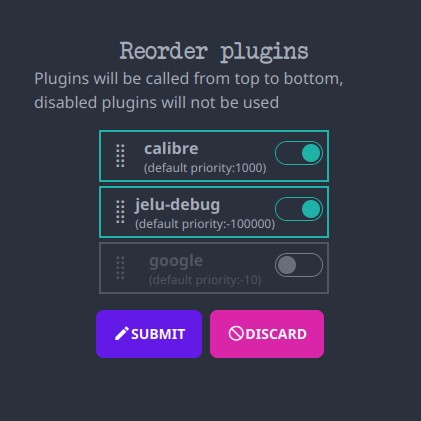 Reorder plugins
Plugins will be called from top to bottom,
disabled plugins will not be used
calibre
(default priority:1000)
jelu-debug
(default priority:-100000)
google
(default priority:-10)
SUBMIT
DISCARD